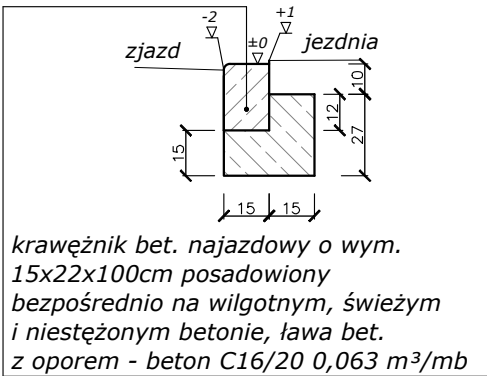 -2
+1
±0
zjazd
jezdnia
10
12
27
15
15
15
krawężnik bet. najazdowy o wym.
15x22x100cm posadowiony
bezpośrednio na wilgotnym, świeżym
i niestężonym betonie, ława bet.
z oporem - beton C16/20 0,063 m³/mb